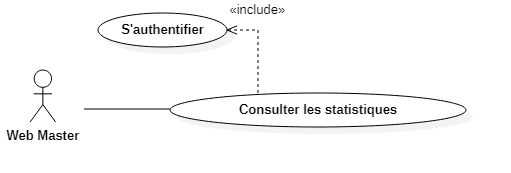 «include»
S'authentifier
Consulter les statistiques
Web Master